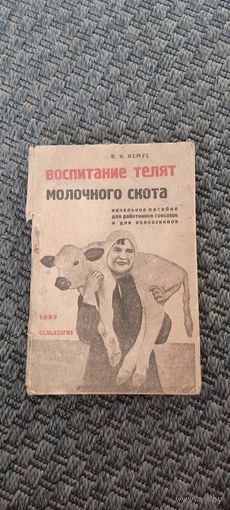 В. К. ЛЕМУС
ВОСПИТАНИЕ ТЕЛЯТ
МОЛОЧНОГО СКОТА
НАЧАЛЬНОЕ ПОСОБИЕ
ДЛЯ РАБОТНИКОВ СОВХОЗОВ
И ДЛЯ КОЛХОЗНИКОВ
1933
СЕЛЬХОЗГИЗ